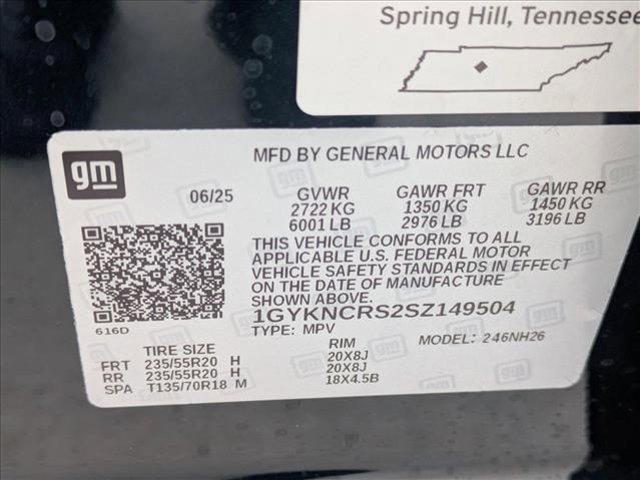 Spring Hill, Tennessee
gm
MFD BY GENERAL MOTORS LLC
06/25 GVWR GAWR FRT GAWR RR
2722 KG 1350 KG 1450 KG
6001 LB 2976 LB 3196 LB
THIS VEHICLE CONFORMS TO ALL
APPLICABLE U.S. FEDERAL MOTOR
VEHICLE SAFETY STANDARDS IN EFFECT
ON THE DATE OF MANUFACTURE
SHOWN ABOVE.
616D
1GYKNCRS2SZ149504
TYPE: MPV MODEL: 246NH26
TIRE SIZE RIM
FRT 235/55R20 H 20X8J
RR 235/55R20 H 20X8J
SPA T135/70R18 M 18X4.5B